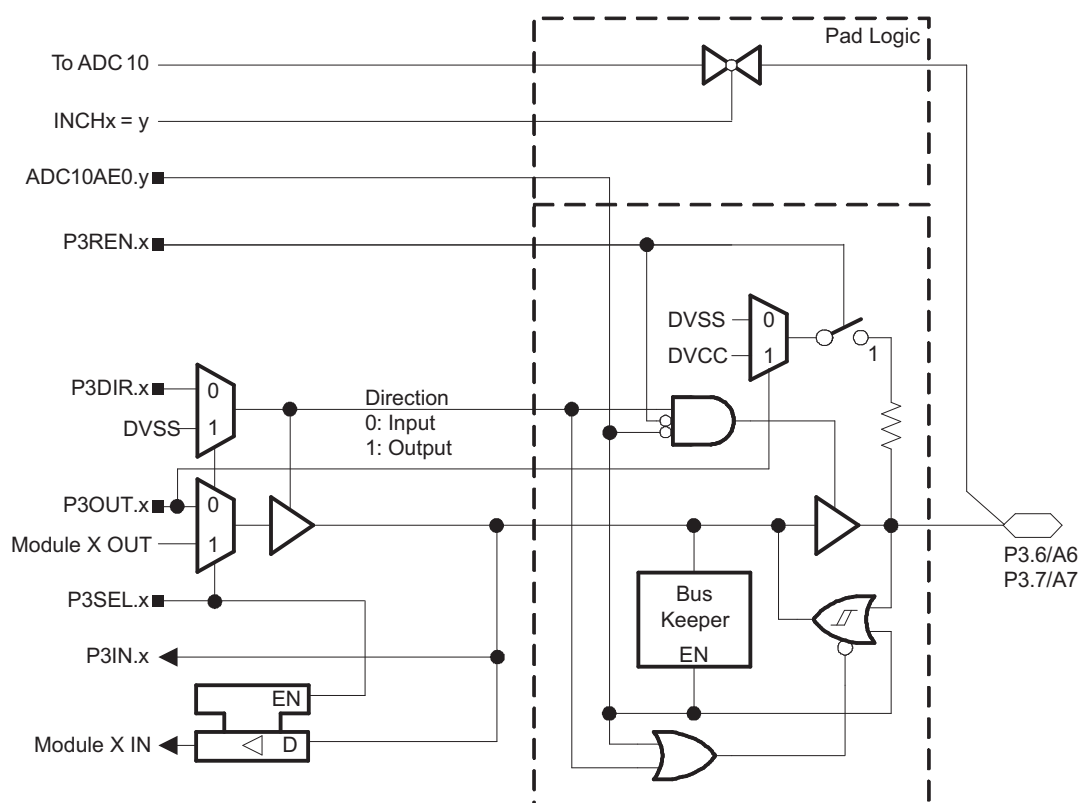 Pad Logic
To ADC 10
INCHx = y
ADC10AE0.y
P3REN.x
DVSS
0
DVCC
1
1
P3DIR.x
0
DVSS
1
Direction
0: Input
1: Output
P3OUT.x
0
Module X OUT
1
P3SEL.x
Bus
Keeper
EN
P3.6/A6
P3.7/A7
P3IN.x
EN
Module X IN
D